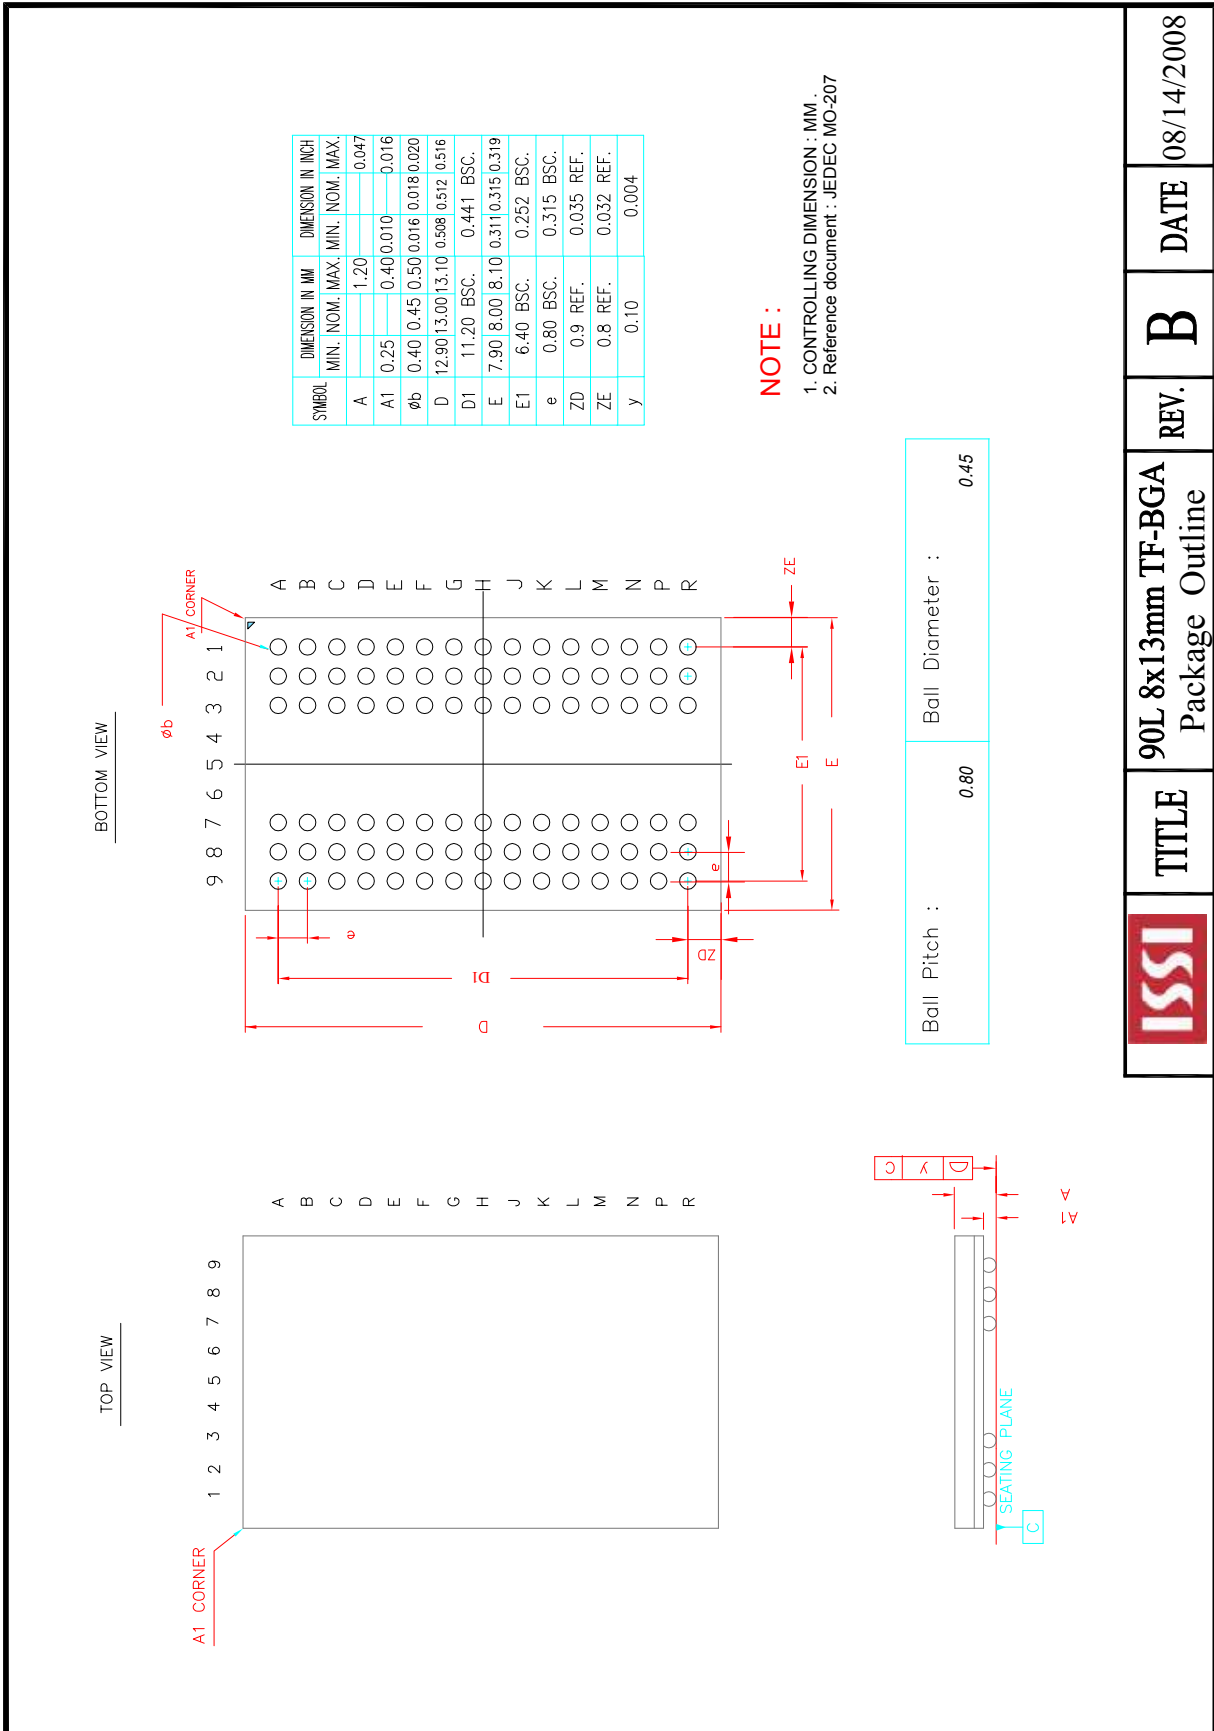 TOP VIEW
A1 CORNER
1 2 3 4 5 6 7 8 9
A
B
C
D
E
F
G
H
J
K
L
M
N
P
R
BOTTOM VIEW
Øb
A1 CORNER
9 8 7 6 5 4 3 2 1
A
B
C
D
E
F
G
H
J
K
L
M
N
P
R
e
D1
D
ZD
e
E1
E
ZE
SYMBOL DIMENSION IN MM DIMENSION IN INCH
MIN. NOM. MAX. MIN. NOM. MAX.
A 1.20 0.047
A1 0.25 0.40 0.010 0.016
Øb 0.40 0.45 0.50 0.016 0.018 0.020
D 12.90 13.00 13.10 0.508 0.512 0.516
D1 11.20 BSC. 0.441 BSC.
E 7.90 8.00 8.10 0.311 0.315 0.319
E1 6.40 BSC. 0.252 BSC.
e 0.80 BSC. 0.315 BSC.
ZD 0.9 REF. 0.035 REF.
ZE 0.8 REF. 0.032 REF.
y 0.10 0.004
NOTE :
1. CONTROLLING DIMENSION : MM .
2. Reference document : JEDEC MO-207
C
SEATING PLANE
A1
A
D y C
Ball Pitch : 0.80 Ball Diameter : 0.45
ISSI
TITLE
90L 8x13mm TF-BGA
Package Outline
REV. B
DATE 08/14/2008